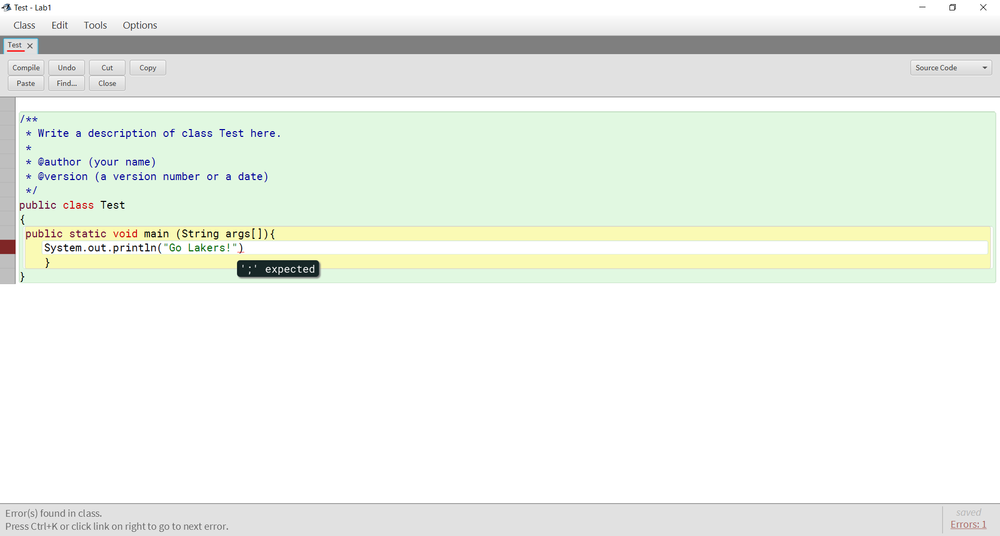 Test - Lab1
Class Edit Tools Options
Test
Compile Undo Cut Copy Source Code
Paste Find... Close
/**
* Write a description of class Test here.
*
* @author (your name)
* @version (a version number or a date)
*/
public class Test
{
public static void main (String args[]){
System.out.println("Go Lakers!")
}
';' expected
}
Error(s) found in class.
Press Ctrl+K or click link on right to go to next error.
saved
Errors: 1